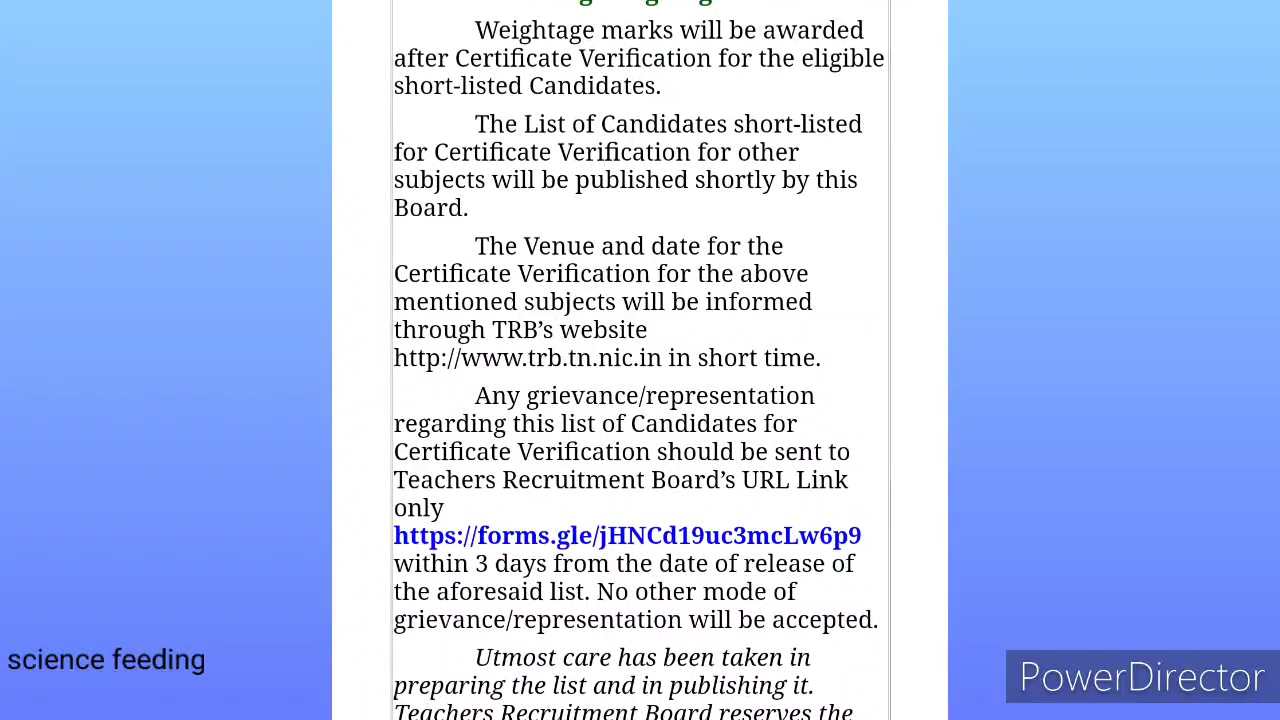 Weightage marks will be awarded
after Certificate Verification for the eligible
short-listed Candidates.
The List of Candidates short-listed
for Certificate Verification for other
subjects will be published shortly by this
Board.
The Venue and date for the
Certificate Verification for the above
mentioned subjects will be informed
through TRB’s website
http://www.trb.tn.nic.in in short time.
Any grievance/representation
regarding this list of Candidates for
Certificate Verification should be sent to
Teachers Recruitment Board’s URL Link
only
https://forms.gle/jHNCd19uc3mcLw6p9
within 3 days from the date of release of
the aforesaid list. No other mode of
grievance/representation will be accepted.
Utmost care has been taken in
preparing the list and in publishing it.
Teachers Recruitment Board reserves the
science feeding
PowerDirector